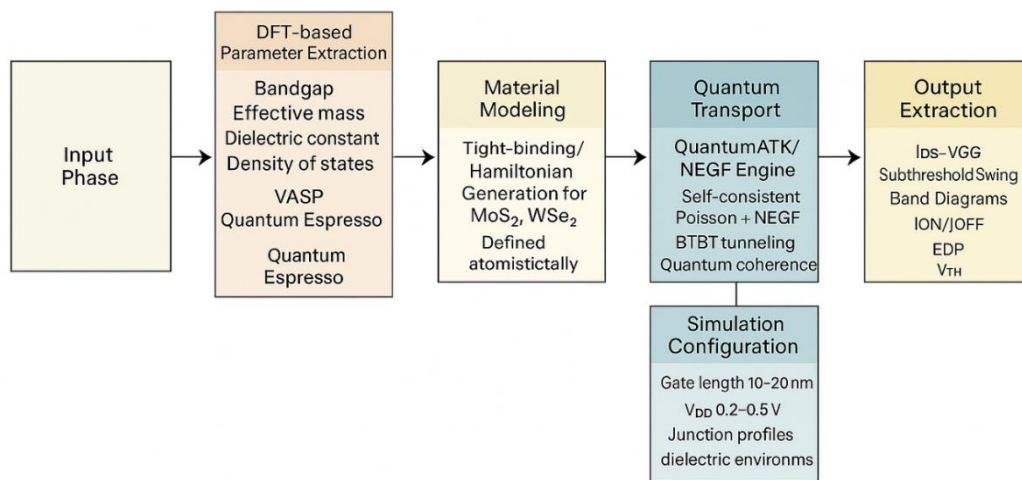 Input
Phase
DFT-based
Parameter Extraction
Bandgap
Effective mass
Dielectric constant
Density of states
VASP
Quantum Espresso
Quantum
Espresso
Material
Modeling
Tight-binding/
Hamiltonian
Generation for
MoS₂, WSe₂
Defined
atomistictally
Quantum
Transport
QuantumATK/
NEGF Engine
Self-consistent
Poisson + NEGF
BTBT tunneling
Quantum coherence
Simulation
Configuration
Gate length 10–20 nm
VDD 0.2–0.5 V
Junction profiles
dielectric environms
Output
Extraction
IDS–VGG
Subthreshold Swing
Band Diagrams
ION/JOFF
EDP
VTH